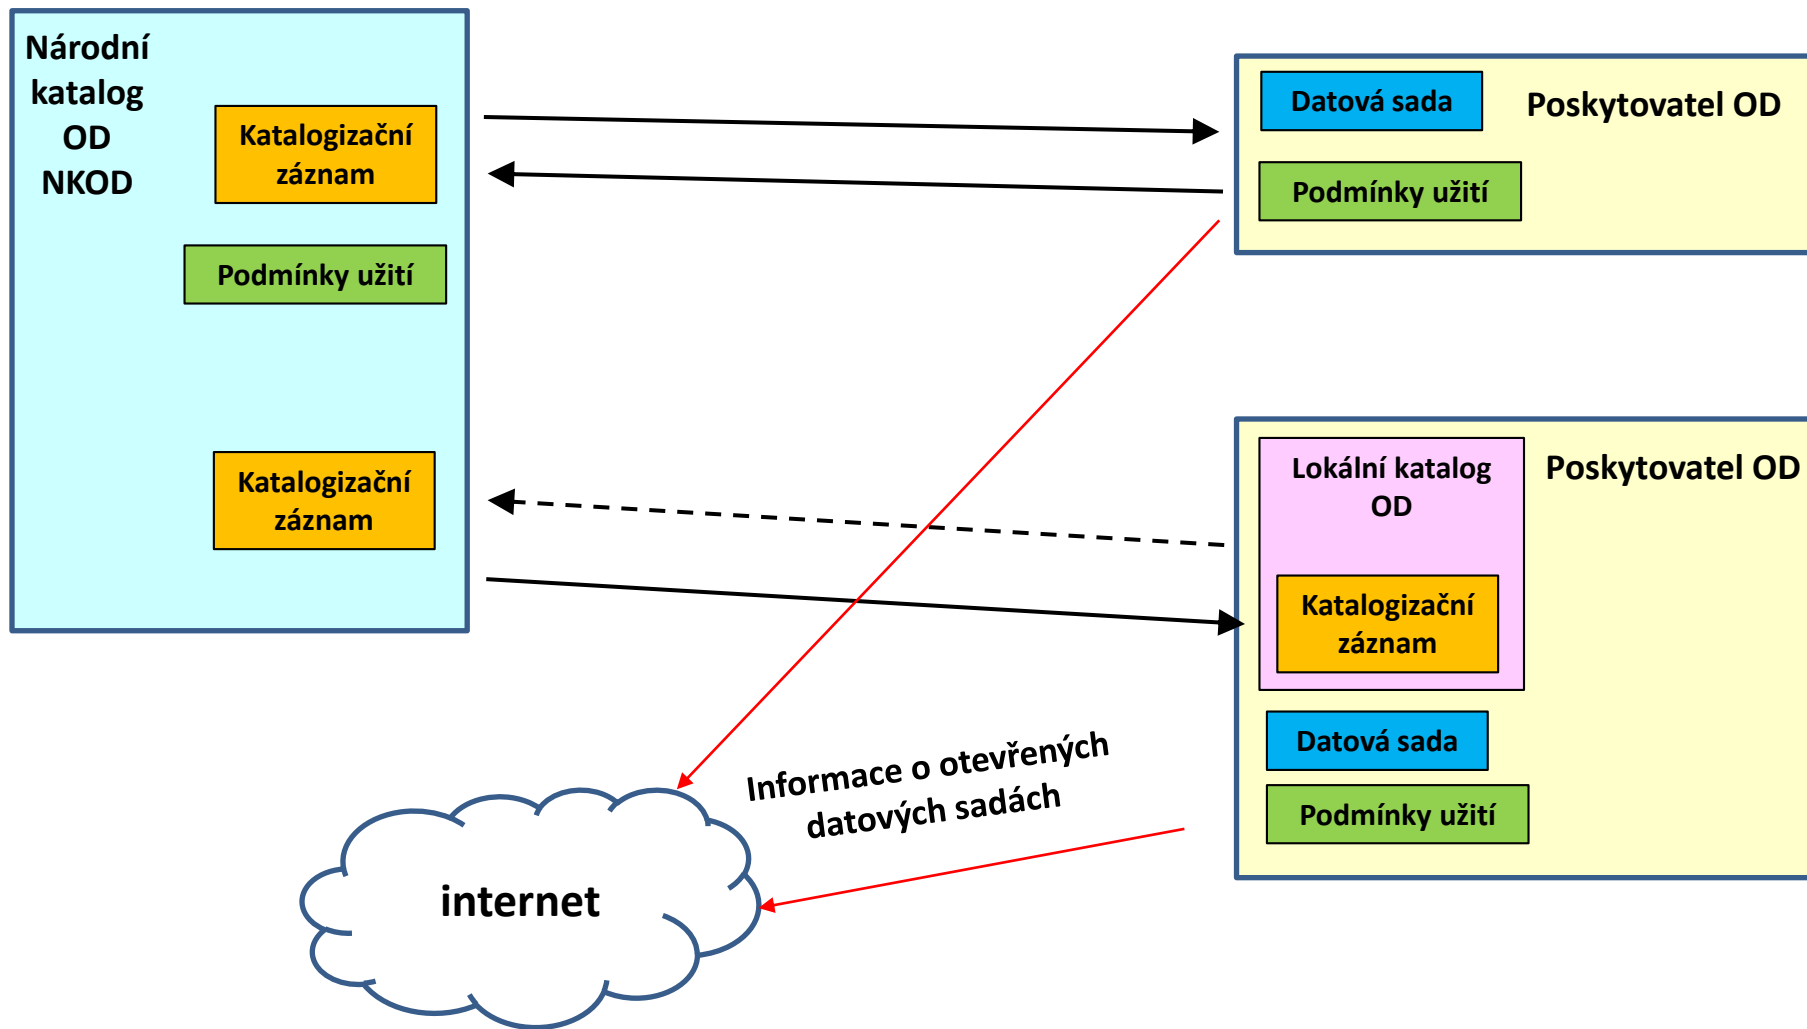 Národní
katalog
OD
NKOD
Katalogizační
záznam
Podmínky užití
Katalogizační
záznam
Datová sada
Poskytovatel OD
Podmínky užití
Lokální katalog
OD
Poskytovatel OD
Katalogizační
záznam
Datová sada
Podmínky užití
Informace o otevřených
datových sadách
internet